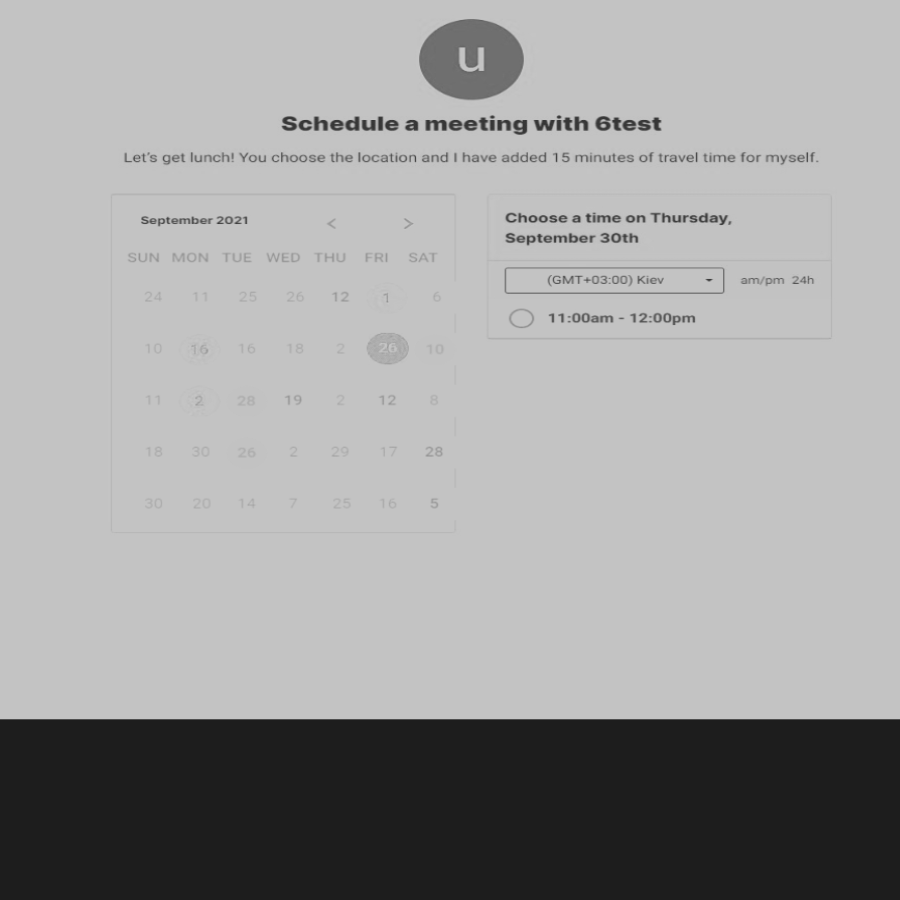 u
Schedule a meeting with 6test
Let's get lunch! You choose the location and I have added 15 minutes of travel time for myself.
September 2021 < >
SUN MON TUE WED THU FRI SAT
24 11 25 26 12 1 6
10 16 16 18 2 26 10
11 2 28 19 2 12 8
18 30 26 2 29 17 28
30 20 14 7 25 16 5
Choose a time on Thursday,
September 30th
(GMT+03:00) Kiev am/pm 24h
11:00am - 12:00pm